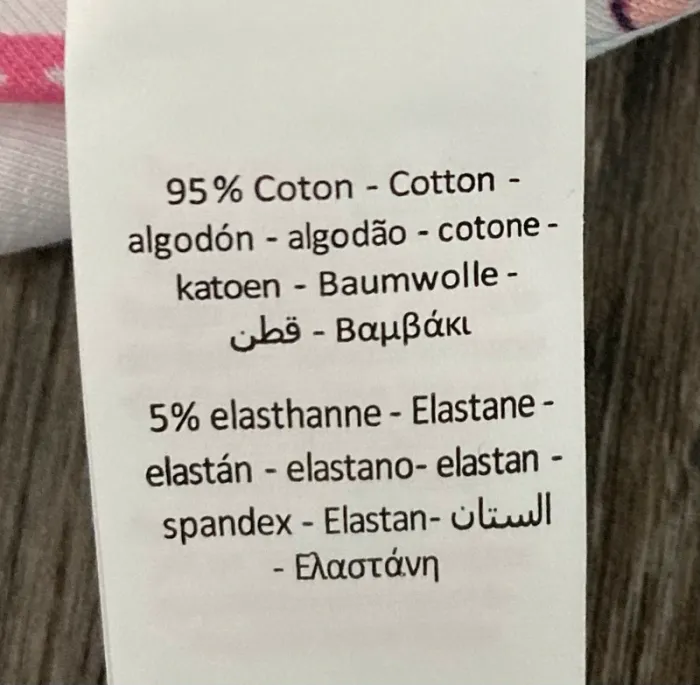 95% Coton - Cotton -
algodón - algodão - cotone -
katoen - Baumwolle -
قطن - Βαμβάκι
5% elasthanne - Elastane -
elastán - elastano- elastan -
spandex - Elastan- الستان
- Ελαστάνη